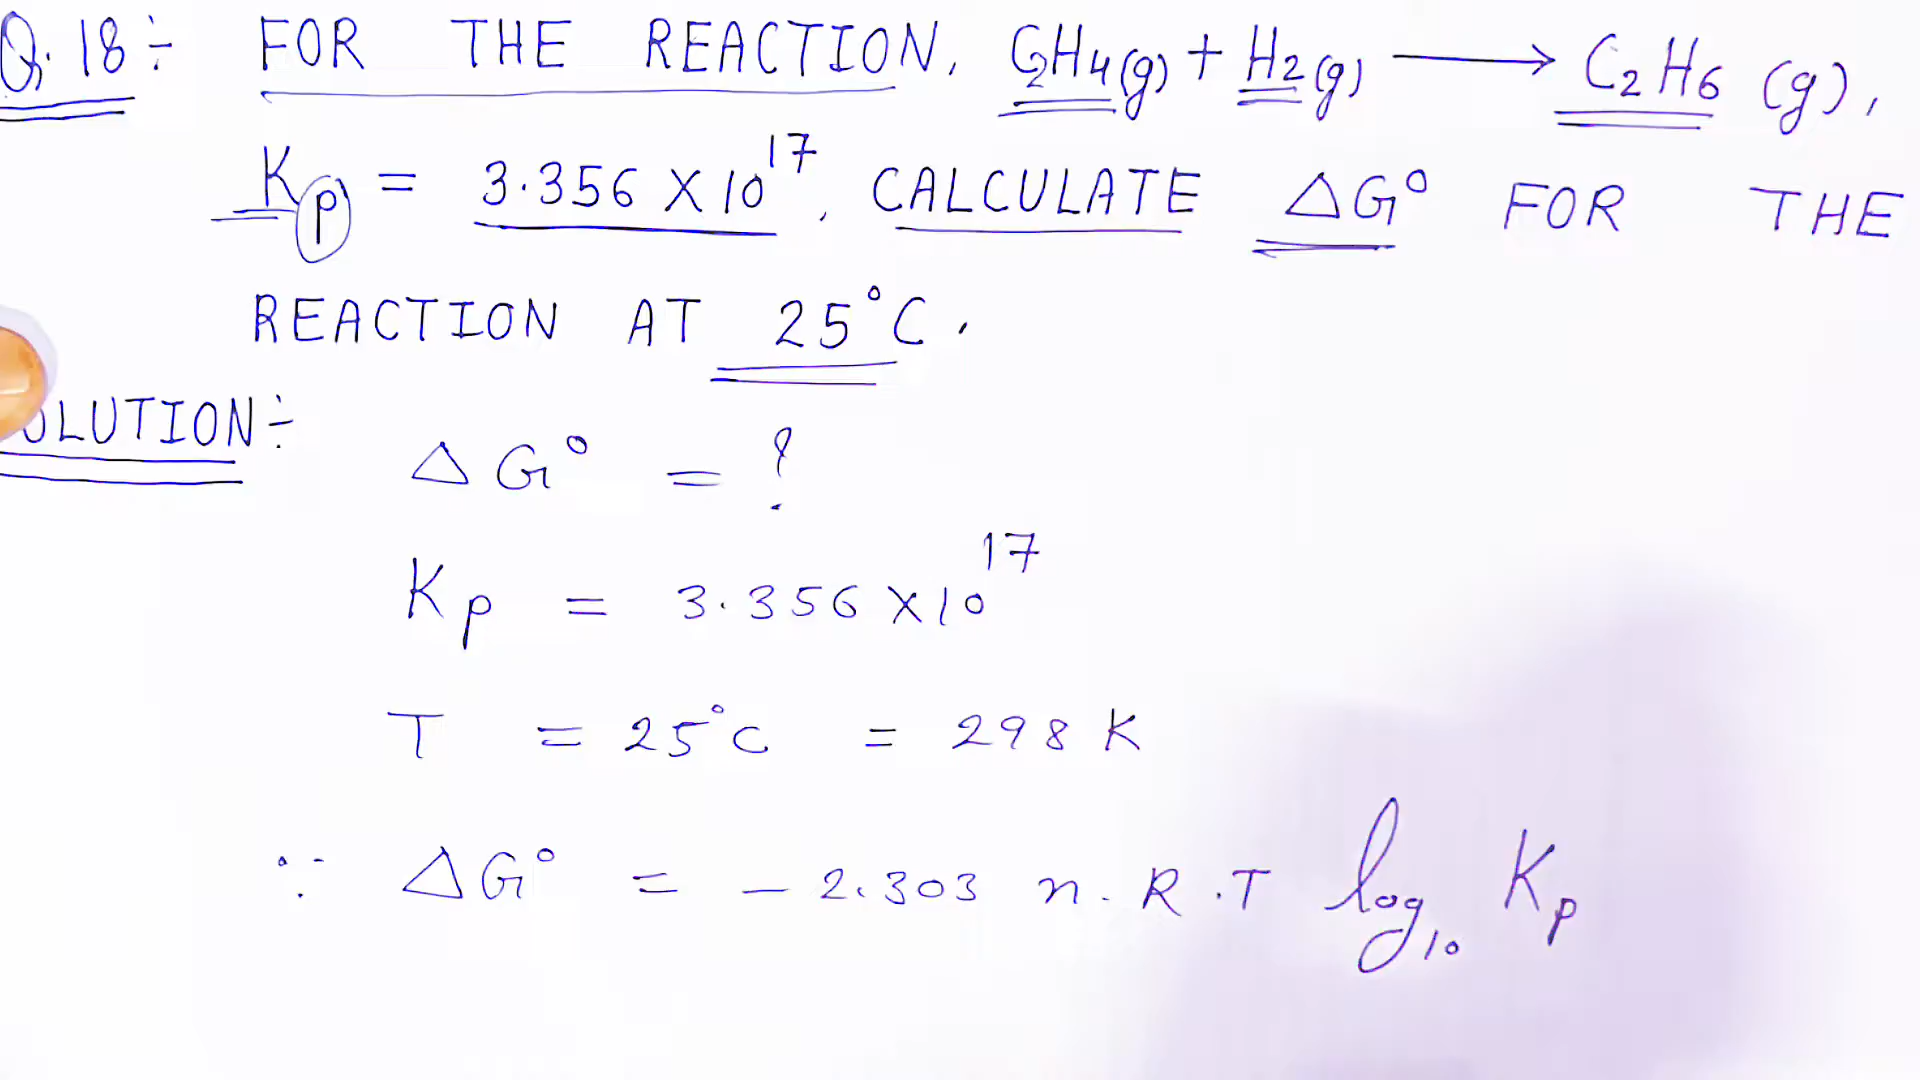 Q. 18 ÷ FOR THE REACTION, C2H4(g) + H2(g) ⟶ C2H6 (g),
Kp = 3.356 X 10^17, CALCULATE ΔG° FOR THE
REACTION AT 25°C.
OLUTION ÷
ΔG° = ?
Kp = 3.356 X 10^17
T = 25°C = 298 K
∵ ΔG° = − 2.303 n. R .T log10 Kp